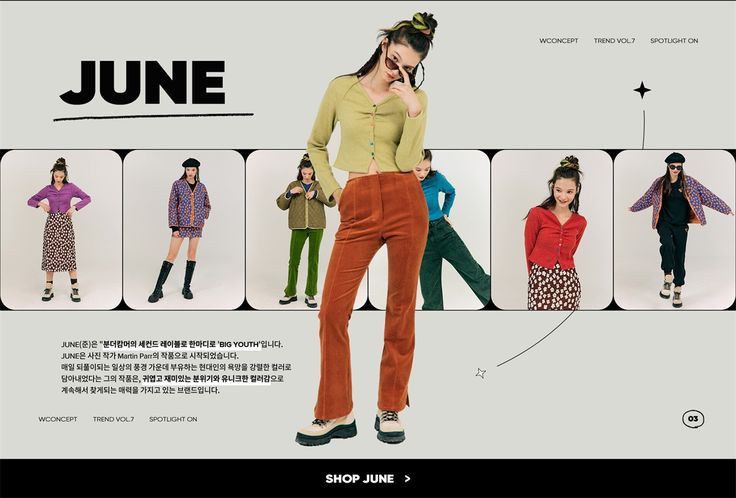 JUNE
WCONCEPT TREND VOL.7 SPOTLIGHT ON
JUNE(준)은 "분더캄머의 세컨드 레이블로 한마디로 'BIG YOUTH'입니다.
JUNE은 사진 작가 Martin Parr의 작품으로 시작되었습니다.
매일 되풀이되는 일상의 풍경 가운데 부유하는 현대인의 욕망을 강렬한 컬러로
담아내었다는 그의 작품은, 귀엽고 재미있는 분위기와 유니크한 컬러감으로
계속해서 찾게되는 매력을 가지고 있는 브랜드입니다.
WCONCEPT TREND VOL.7 SPOTLIGHT ON
03
SHOP JUNE >